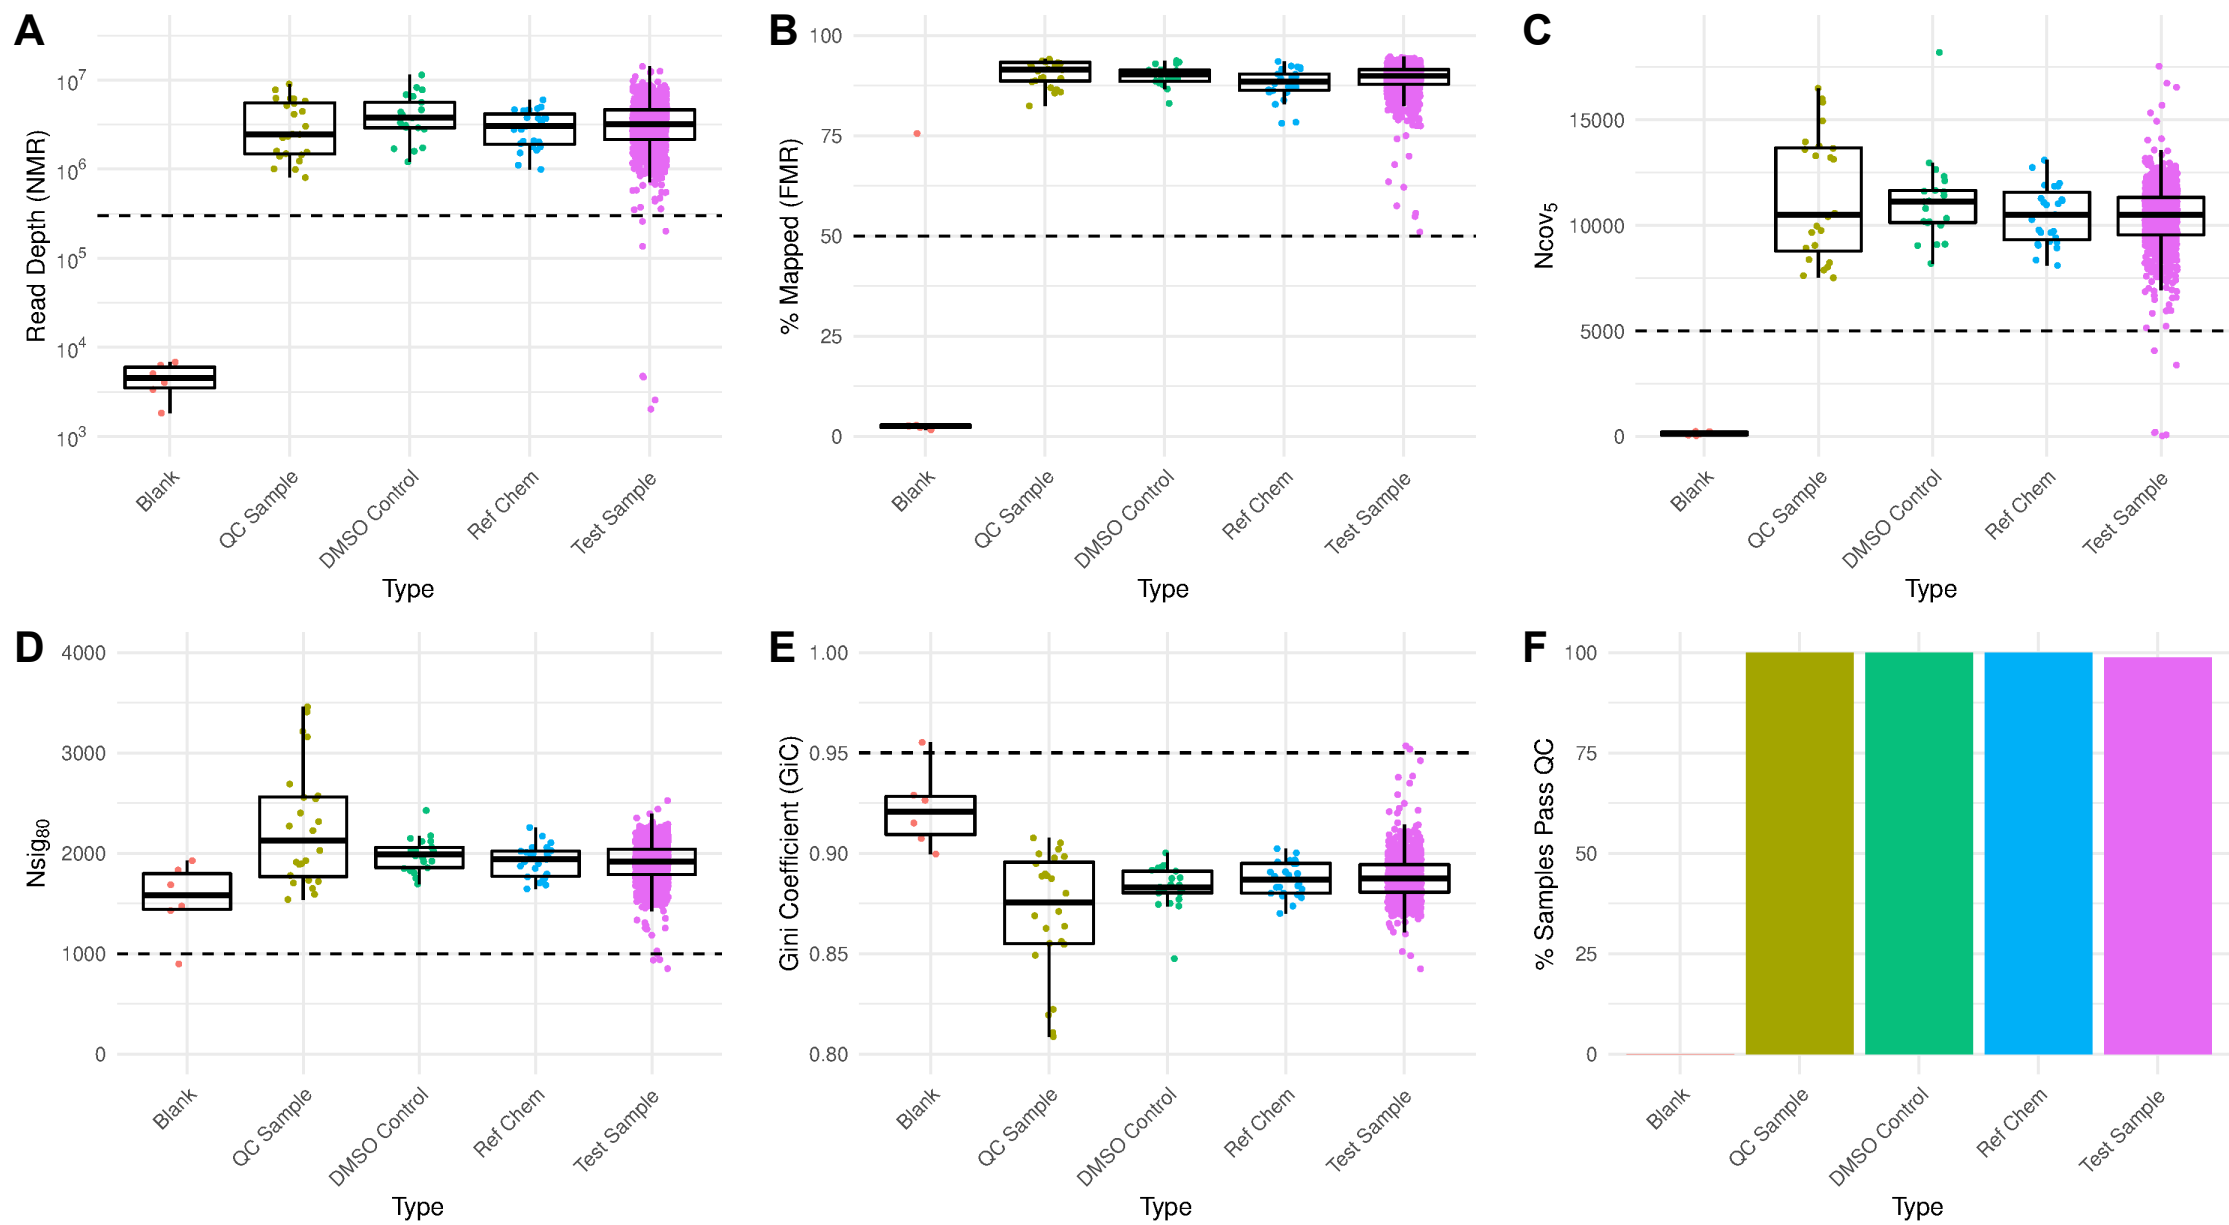 A
Read Depth (NMR)
10^7
10^6
10^5
10^4
10^3
Blank
QC Sample
DMSO Control
Ref Chem
Test Sample
Type
B
% Mapped (FMR)
100
75
50
25
0
Blank
QC Sample
DMSO Control
Ref Chem
Test Sample
Type
C
Ncov5
15000
10000
5000
0
Blank
QC Sample
DMSO Control
Ref Chem
Test Sample
Type
D
Nsig80
4000
3000
2000
1000
0
Blank
QC Sample
DMSO Control
Ref Chem
Test Sample
Type
E
Gini Coefficient (GiC)
1.00
0.95
0.90
0.85
0.80
Blank
QC Sample
DMSO Control
Ref Chem
Test Sample
Type
F
% Samples Pass QC
100
75
50
25
0
Blank
QC Sample
DMSO Control
Ref Chem
Test Sample
Type